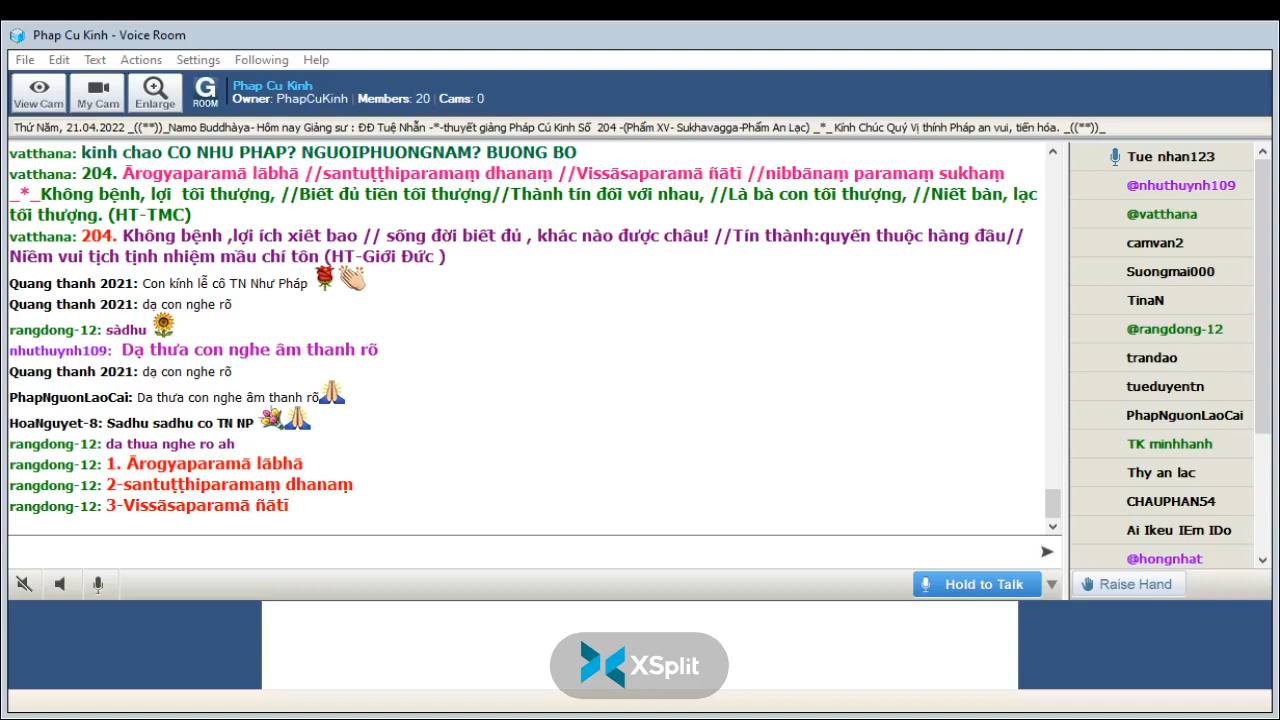 Phap Cu Kinh - Voice Room
File Edit Text Actions Settings Following Help
View Cam My Cam Enlarge G ROOM
Phap Cu Kinh
Owner: PhapCuKinh | Members: 20 | Cams: 0
Thứ Năm, 21.04.2022 _((**))_Namo Buddhàya- Hôm nay Giảng sư : ĐĐ Tuệ Nhẫn -*-thuyết giảng Pháp Cú Kinh Số 204 -(Phẩm XV- Sukhavagga-Phẩm An Lạc) _*_ Kính Chúc Quý Vị thính Pháp an vui, tiến hóa. _((**))_
vatthana: kinh chao CO NHU PHAP? NGUOIPHUONGNAM? BUONG BO
vatthana: 204. Ārogyaparamā lābhā //santuṭṭhiparamaṃ dhanaṃ //Vissāsaparamā ñātī //nibbānaṃ paramaṃ sukhaṃ
_*_Không bệnh, lợi tối thượng, //Biết đủ tiền tối thượng//Thành tín đối với nhau, //Là bà con tối thượng, //Niết bàn, lạc
tối thượng. (HT-TMC)
vatthana: 204. Không bệnh ,lợi ích xiêt bao // sống đời biết đủ , khác nào được châu! //Tín thành:quyến thuộc hàng đầu//
Niềm vui tịch tịnh nhiệm mầu chí tôn (HT-Giới Đức )
Quang thanh 2021: Con kính lễ cô TN Như Pháp
Quang thanh 2021: dạ con nghe rõ
rangdong-12: sàdhu
nhuthuynh109: Dạ thưa con nghe âm thanh rõ
Quang thanh 2021: dạ con nghe rõ
PhapNguonLaoCai: Da thưa con nghe âm thanh rõ
HoaNguyet-8: Sadhu sadhu co TN NP
rangdong-12: da thua nghe ro ah
rangdong-12: 1. Ārogyaparamā lābhā
rangdong-12: 2-santuṭṭhiparamaṃ dhanaṃ
rangdong-12: 3-Vissāsaparamā ñātī
Tue nhan123
@nhuthuynh109
@vatthana
camvan2
Suongmai000
TinaN
@rangdong-12
trandao
tueduyentn
PhapNguonLaoCai
TK minhhanh
Thy an lac
CHAUPHAN54
Ai Ikeu IEm IDo
@hongnhat
Hold to Talk
Raise Hand
XSplit